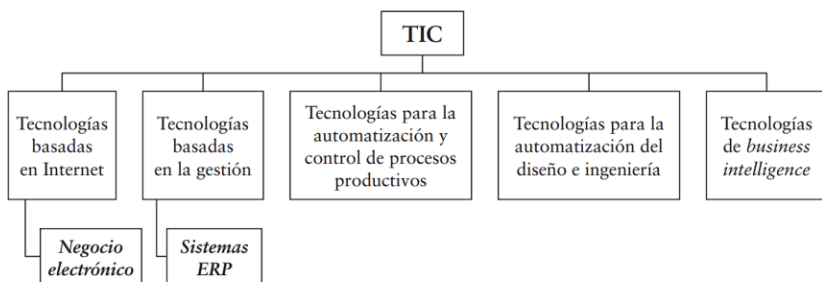 TIC
Tecnologías
basadas
en Internet
Tecnologías
basadas
en la gestión
Tecnologías para la
automatización y
control de procesos
productivos
Tecnologías para la
automatización del
diseño e ingeniería
Tecnologías
de business
intelligence
Negocio
electrónico
Sistemas
ERP